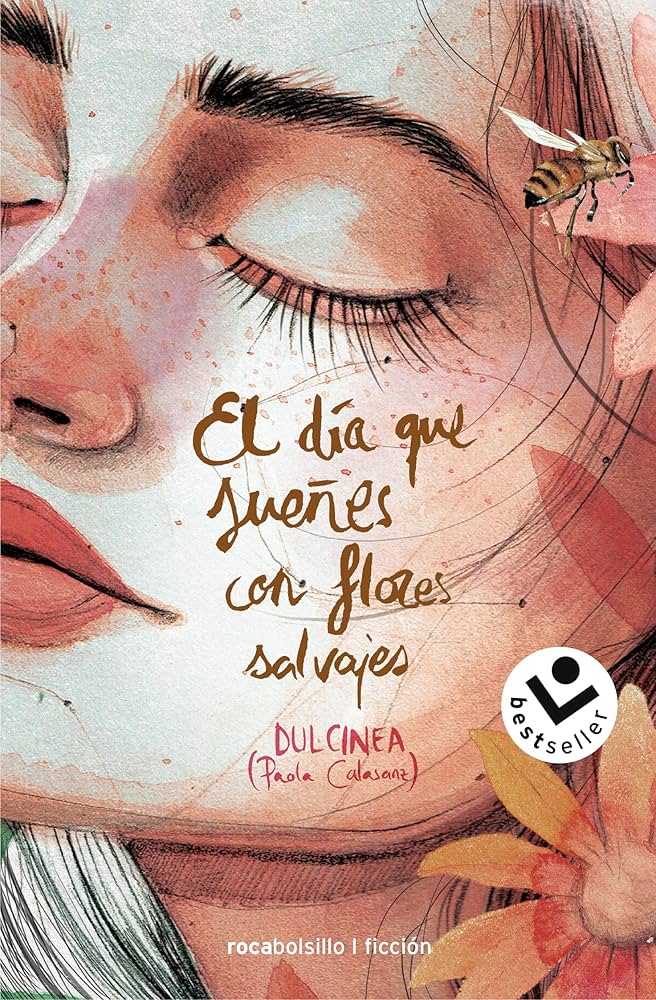 El día que
sueñes
con flores
salvajes
DULCINEA
(Paola Calasanz)
bestseller
rocabolsillo | ficción